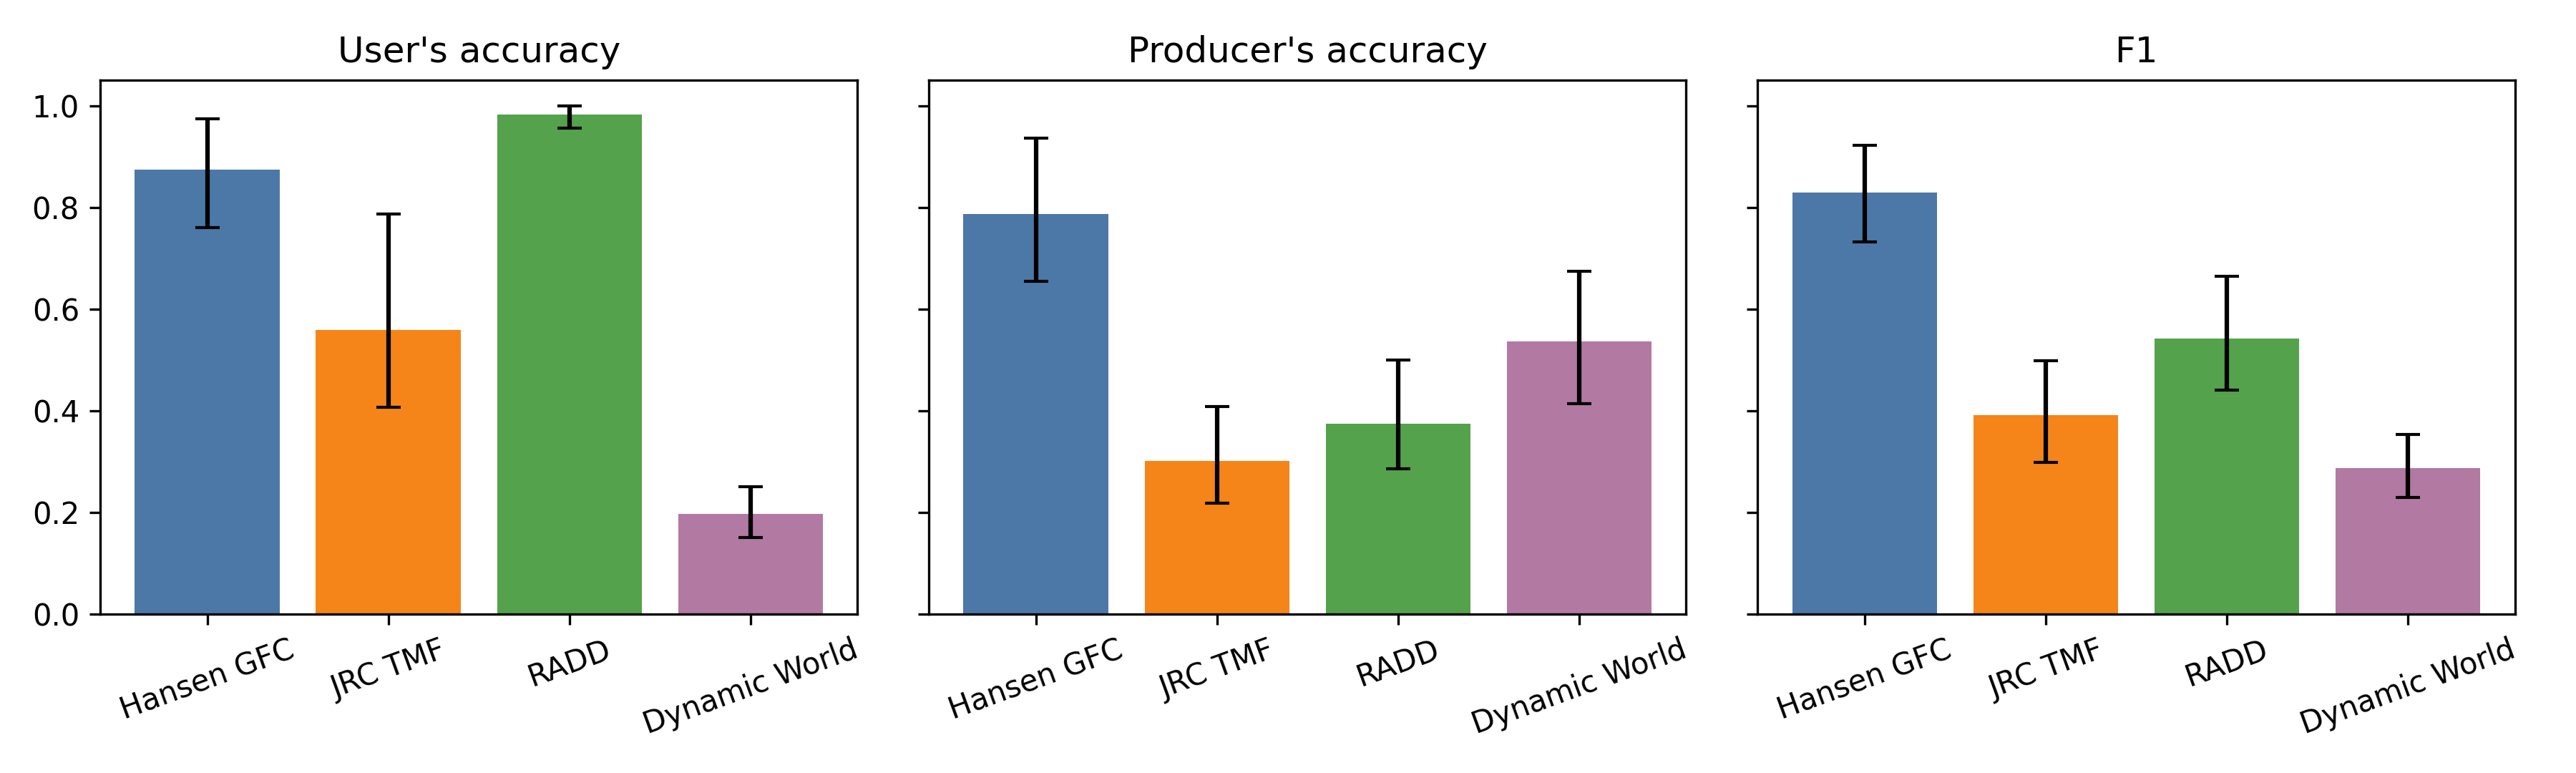 User's accuracy
Producer's accuracy
F1
1.0
0.8
0.6
0.4
0.2
0.0
Hansen GFC
JRC TMF
RADD
Dynamic World
Hansen GFC
JRC TMF
RADD
Dynamic World
Hansen GFC
JRC TMF
RADD
Dynamic World